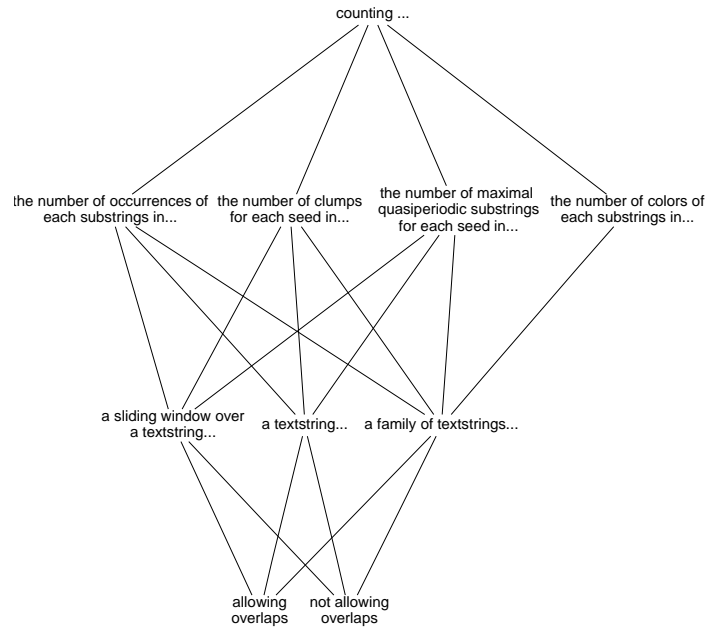 counting ...
the number of occurrences of
each substrings in...
the number of clumps
for each seed in...
the number of maximal
quasiperiodic substrings
for each seed in...
the number of colors of
each substrings in...
a sliding window over
a textstring...
a textstring...
a family of textstrings...
allowing
overlaps
not allowing
overlaps